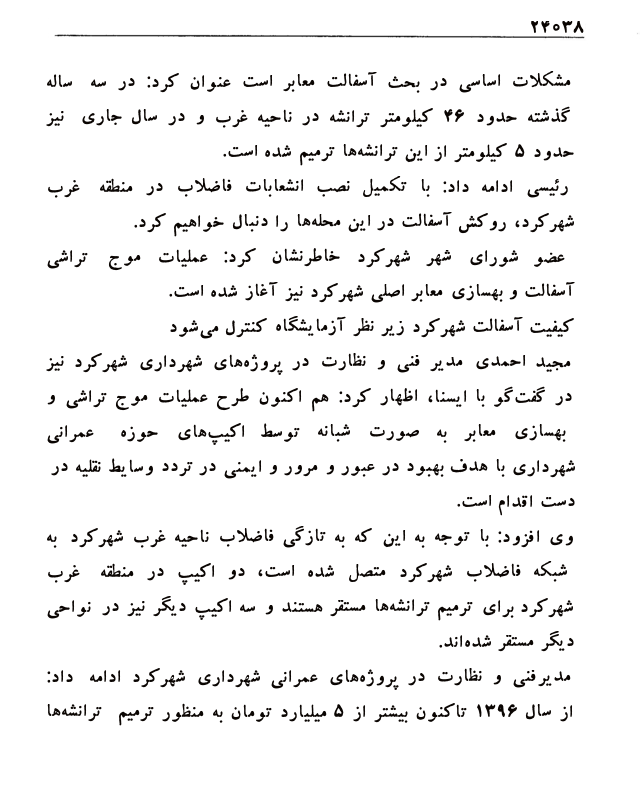 ۲۴۰۳۸
مشکلات اساسی در بحث آسفالت معابر است عنوان کرد: در سه ساله
گذشته حدود ۴۶ کیلومتر ترانشه در ناحیه غرب و در سال جاری نیز
حدود ۵ کیلومتر از این ترانشه‌ها ترمیم شده است.
رئیسی ادامه داد: با تکمیل نصب انشعابات فاضلاب در منطقه غرب
شهرکرد، روکش آسفالت در این محله‌ها را دنبال خواهیم کرد.
عضو شورای شهر شهرکرد خاطرنشان کرد: عملیات موج تراشی
آسفالت و بهسازی معابر اصلی شهرکرد نیز آغاز شده است.
کیفیت آسفالت شهرکرد زیر نظر آزمایشگاه کنترل می‌شود
مجید احمدی مدیر فنی و نظارت در پروژه‌های شهرداری شهرکرد نیز
در گفت‌گو با ایسنا، اظهار کرد: هم اکنون طرح عملیات موج تراشی و
بهسازی معابر به صورت شبانه توسط اکیپ‌های حوزه عمرانی
شهرداری با هدف بهبود در عبور و مرور و ایمنی در تردد وسایط نقلیه در
دست اقدام است.
وی افزود: با توجه به این که به تازگی فاضلاب ناحیه غرب شهرکرد به
شبکه فاضلاب شهرکرد متصل شده است، دو اکیپ در منطقه غرب
شهرکرد برای ترمیم ترانشه‌ها مستقر هستند و سه اکیپ دیگر نیز در نواحی
دیگر مستقر شده‌اند.
مدیرفنی و نظارت در پروژه‌های عمرانی شهرداری شهرکرد ادامه داد:
از سال ۱۳۹۶ تاکنون بیشتر از ۵ میلیارد تومان به منظور ترمیم ترانشه‌ها